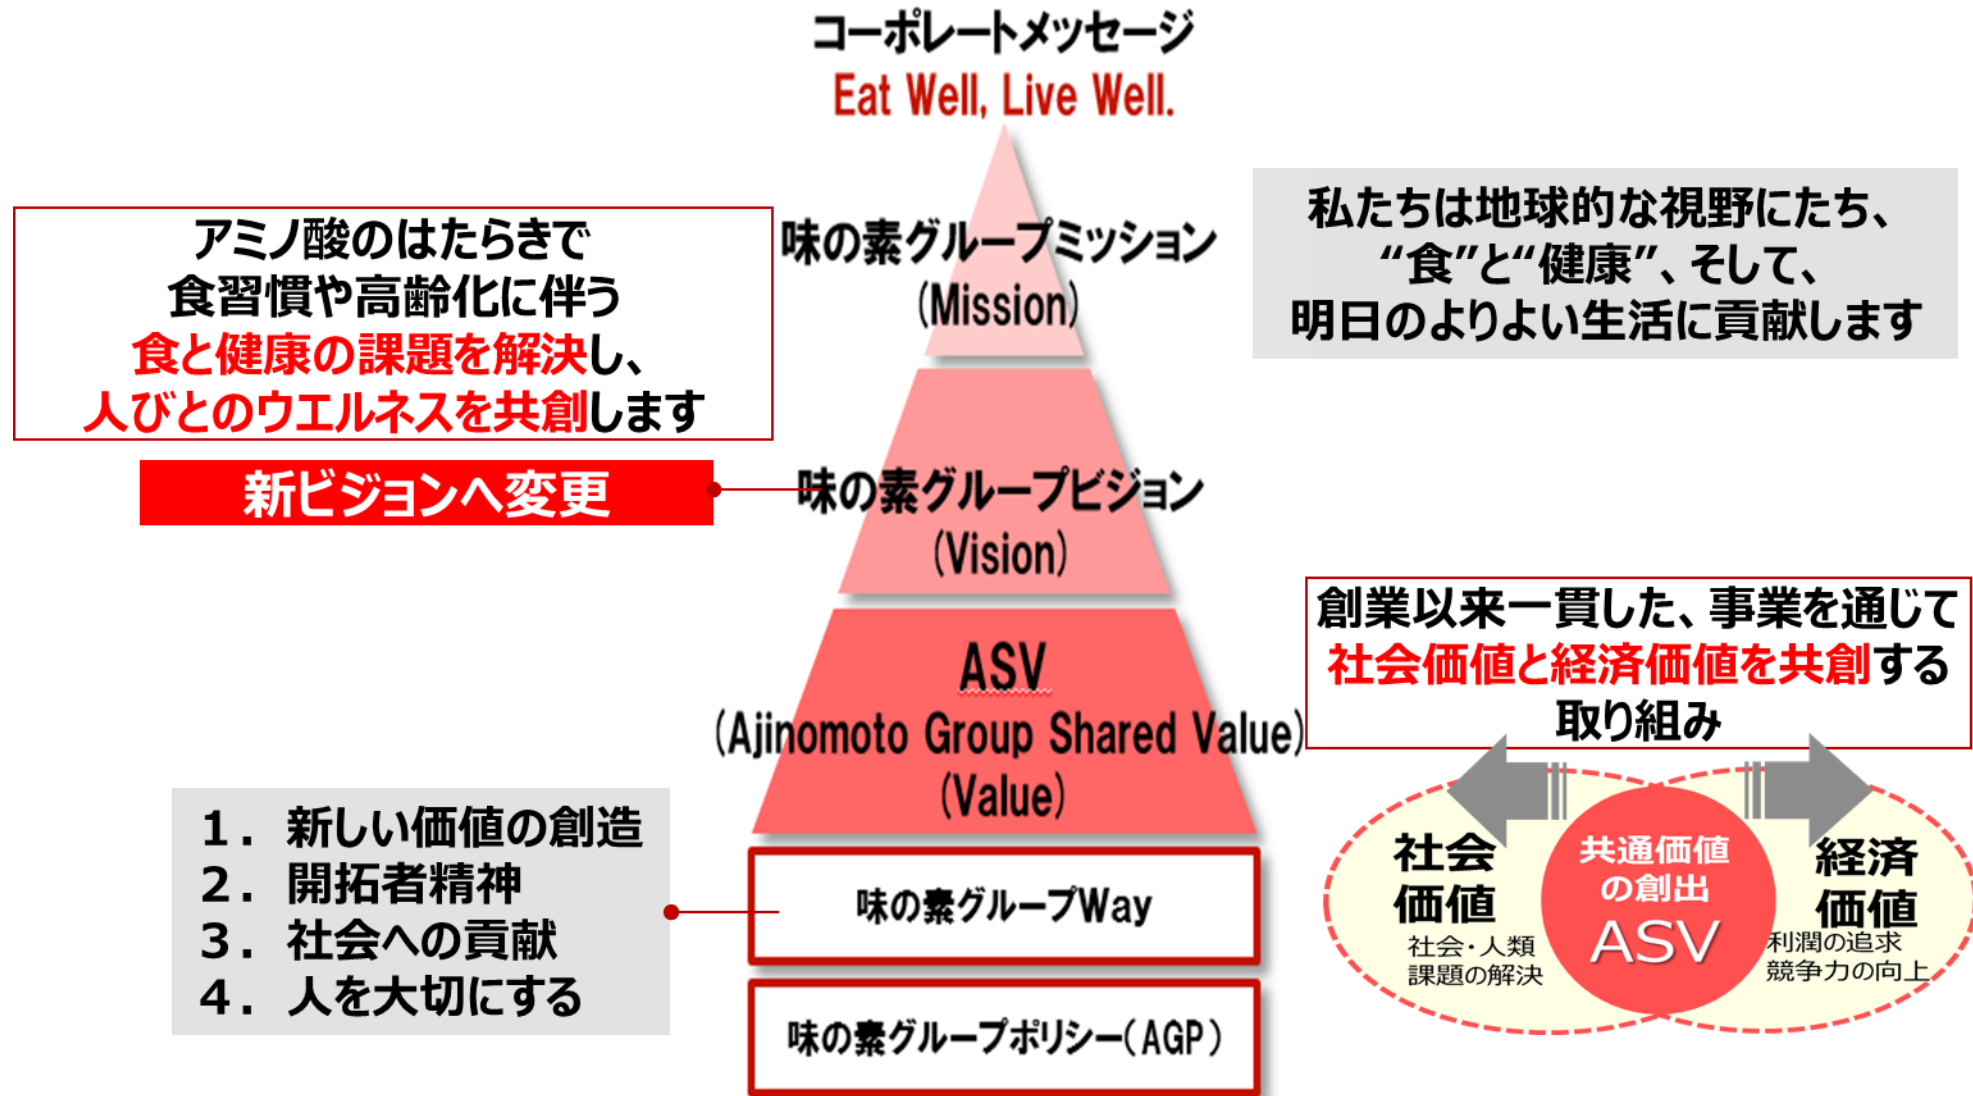 コーポレートメッセージ
Eat Well, Live Well.
アミノ酸のはたらきで
食習慣や高齢化に伴う
食と健康の課題を解決し、
人びとのウエルネスを共創します
味の素グループミッション
(Mission)
私たちは地球的な視野にたち、
“食”と“健康”、そして、
明日のよりよい生活に貢献します
新ビジョンへ変更
味の素グループビジョン
(Vision)
ASV
(Ajinomoto Group Shared Value)
(Value)
創業以来一貫した、事業を通じて
社会価値と経済価値を共創する
取り組み
社会
価値
社会・人類
課題の解決
共通価値
の創出
ASV
経済
価値
利潤の追求
競争力の向上
１．新しい価値の創造
２．開拓者精神
３．社会への貢献
４．人を大切にする
味の素グループWay
味の素グループポリシー(AGP)